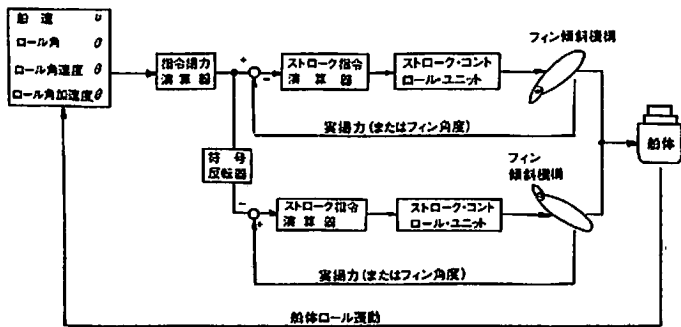 船速 υ
ロール角 θ
ロール角速度 θ̇
ロール角加速度 θ̈
指令揚力
演算器
+
−
ストローク指令
演算器
ストローク・コント
ロール・ユニット
フィン傾斜機構
実揚力(またはフィン角度)
船体
符号
反転器
フィン
傾斜機構
−
+
ストローク指令
演算器
ストローク・コント
ロール・ユニット
実揚力(またはフィン角度)
船体ロール運動